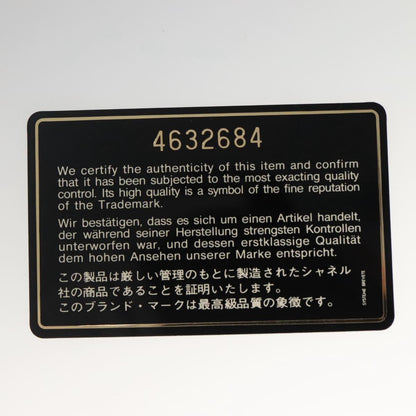 4632684
We certify the authenticity of this item and confirm
that it has been subjected to the most exacting quality
control. Its high quality is a symbol of the fine reputation
of the Trademark.
Wir bestätigen, dass es sich um einen Artikel handelt,
der während seiner Herstellung strengsten Kontrollen
unterworfen war, und dessen erstklassige Qualität
dem hohen Ansehen unserer Marke entspricht.
この製品は厳しい管理のもとに製造されたシャネル
社の商品であることを証明いたします。
このブランド・マークは最高級品質の象徴です。
SYSTEME BREVETE